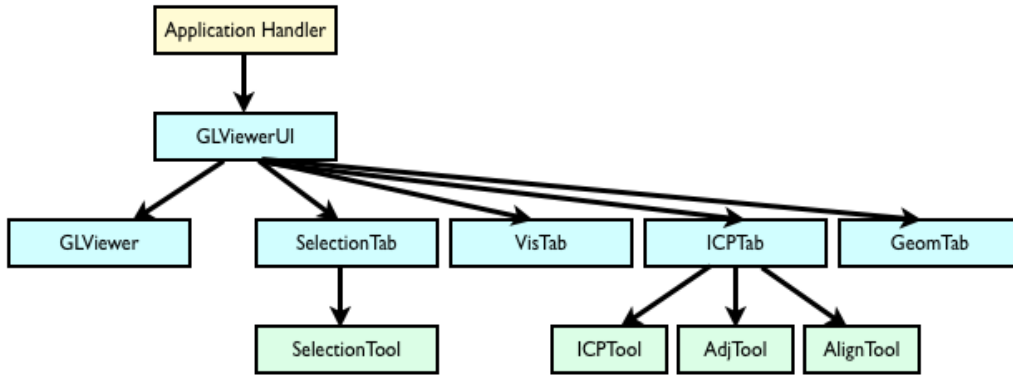 Application Handler
GLViewerUI
GLViewer
SelectionTab
VisTab
ICPTab
GeomTab
SelectionTool
ICPTool
AdjTool
AlignTool